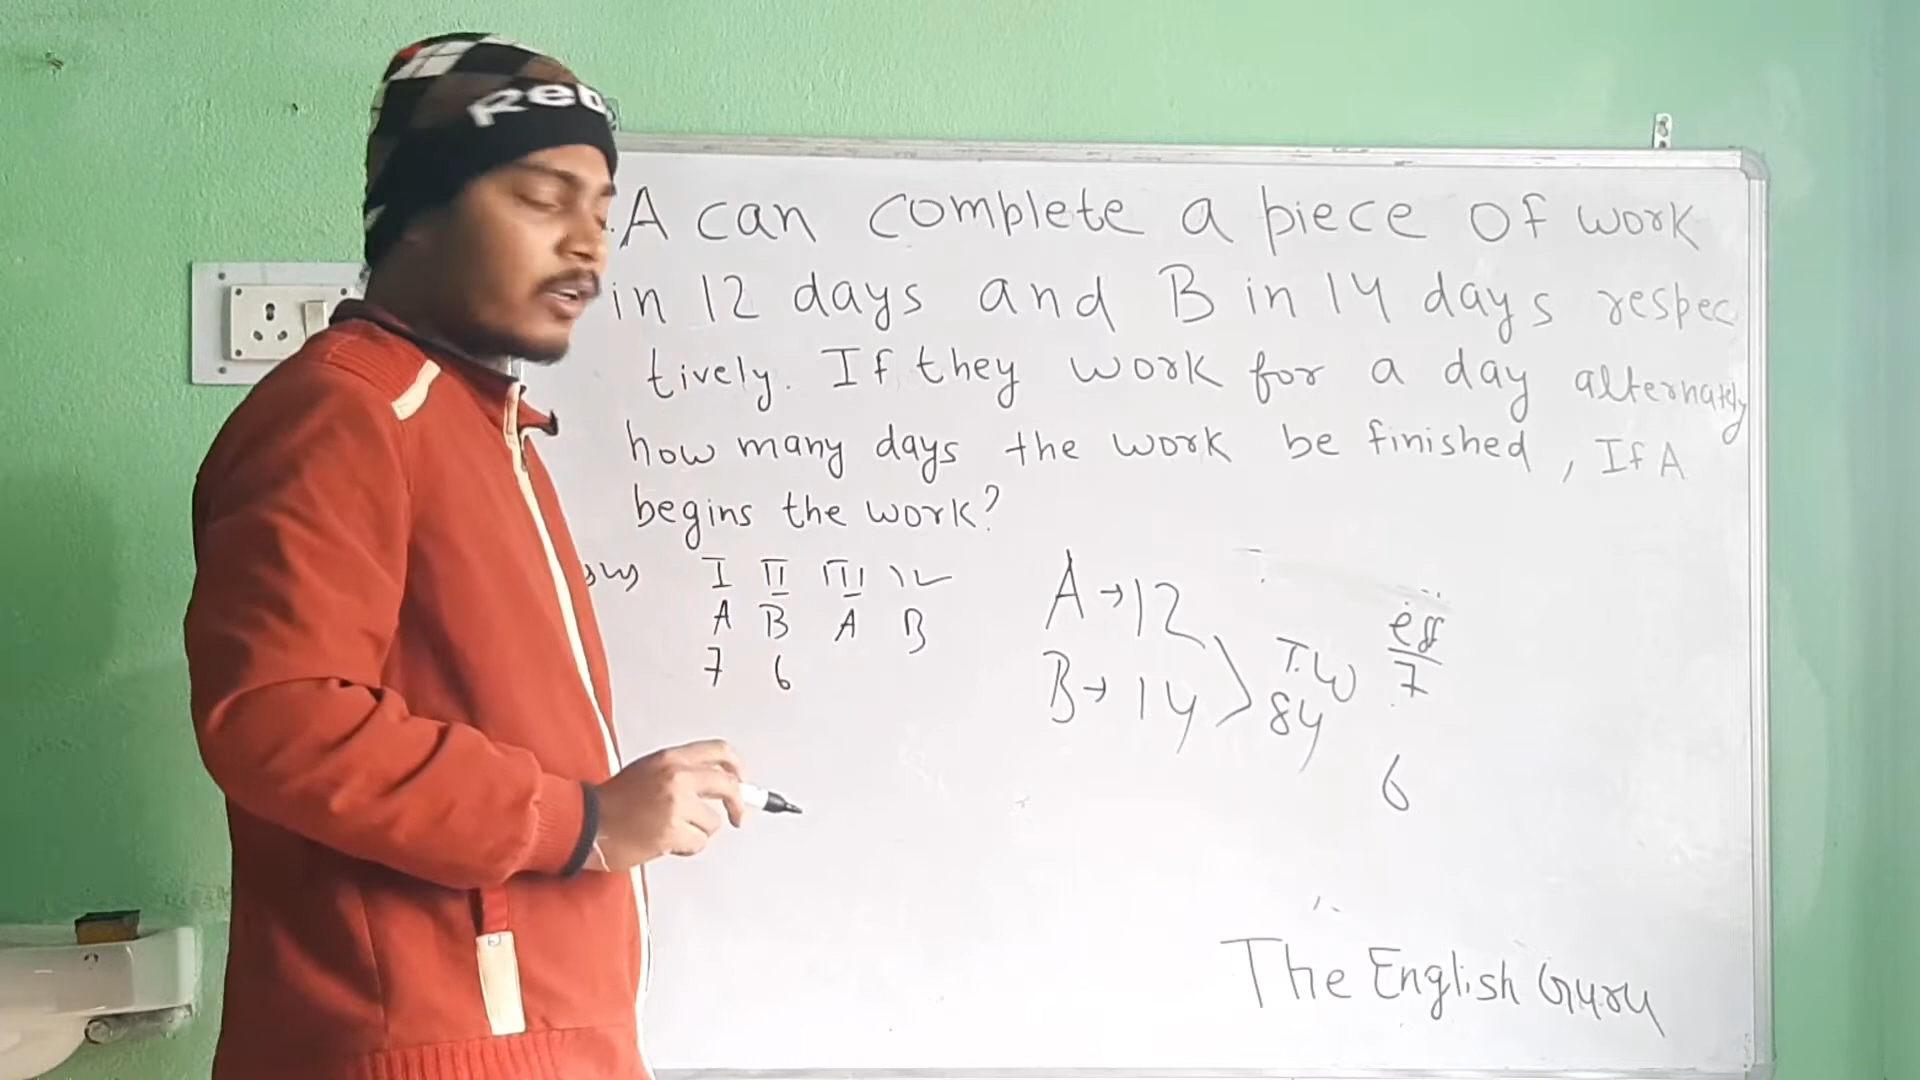 Reb
.A can complete a piece of work
in 12 days and B in 14 days respec
tively. If they work for a day alternately
how many days the work be finished, If A
begins the work?
I II III IV
A B A B
7 6
A → 12
B → 14
T.W
84
eff
7
6
The English Guru